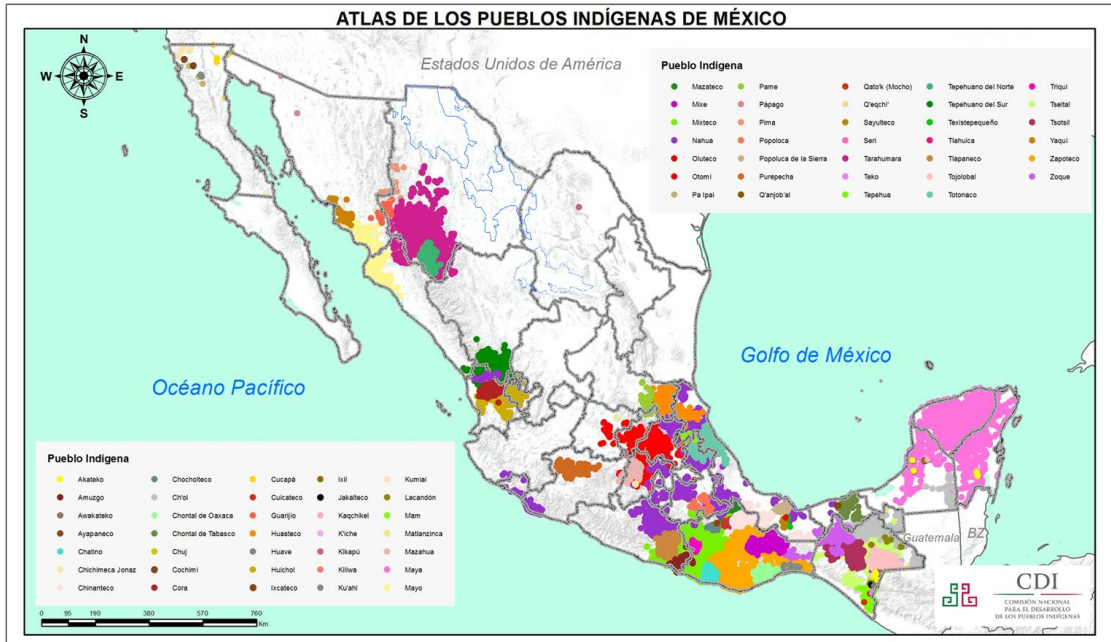 ATLAS DE LOS PUEBLOS INDÍGENAS DE MÉXICO
N
W
E
S
Estados Unidos de América
Pueblo Indígena
Mazateco
Mixe
Mixteco
Nahua
Oluteco
Otomí
Pa Ipai
Pame
Pápago
Pima
Popoloca
Popoluca de la Sierra
Purépecha
Q'anjob'al
Qato'k (Mocho)
Q'eqchi'
Sayulteco
Seri
Tarahumara
Teko
Tepehua
Tepehuano del Norte
Tepehuano del Sur
Texistepequeño
Tlahuica
Tlapaneco
Tojolobal
Totonaco
Triqui
Tseltal
Tsotsil
Yaqui
Zapoteco
Zoque
Océano Pacífico
Golfo de México
Pueblo Indígena
Akateko
Amuzgo
Awakateko
Ayapaneco
Chatino
Chichimeca Jonaz
Chinanteco
Chocholteco
Ch'ol
Chontal de Oaxaca
Chontal de Tabasco
Chuj
Cochimí
Cora
Cucapá
Cuicateco
Guarijío
Huasteco
Huave
Huichol
Ixcateco
Ixil
Jakalteco
Kaqchikel
K'iche
Kikapú
Kiliwa
Ku'ahl
Kumiai
Lacandón
Mam
Matlanzinca
Mazahua
Maya
Mayo
0 95 190 380 570 760
Km.
Guatemala
BZ
CDI
COMISIÓN NACIONAL
PARA EL DESARROLLO
DE LOS PUEBLOS INDÍGENAS